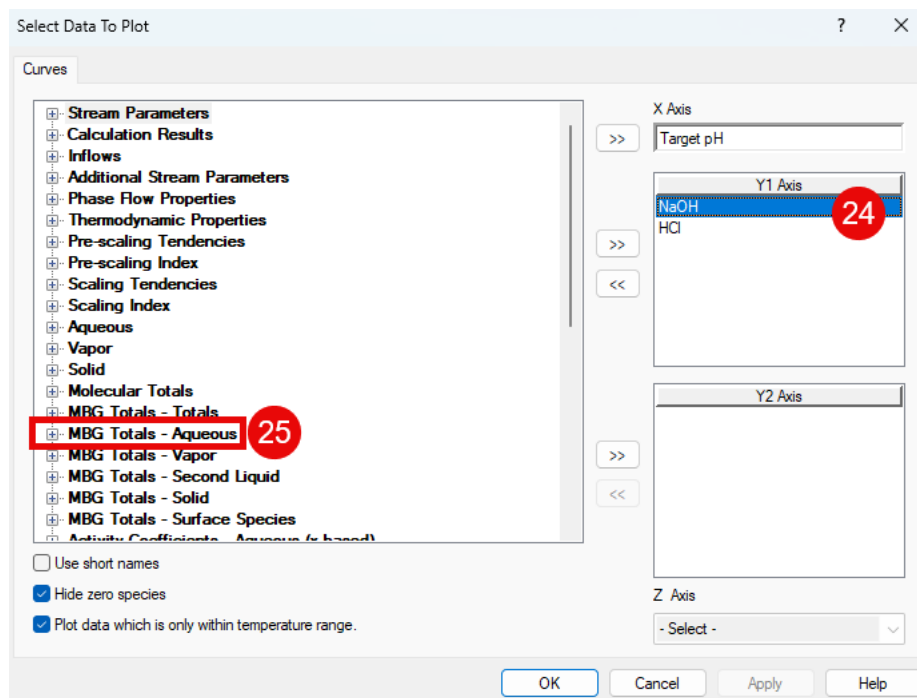 Select Data To Plot
?
Curves
Stream Parameters
Calculation Results
Inflows
Additional Stream Parameters
Phase Flow Properties
Thermodynamic Properties
Pre-scaling Tendencies
Pre-scaling Index
Scaling Tendencies
Scaling Index
Aqueous
Vapor
Solid
Molecular Totals
MBG Totals - Totals
MBG Totals - Aqueous
25
MBG Totals - Vapor
MBG Totals - Second Liquid
MBG Totals - Solid
MBG Totals - Surface Species
Activity Coefficients - Aqueous (x-based)
Use short names
Hide zero species
Plot data which is only within temperature range.
>>
X Axis
Target pH
Y1 Axis
NaOH
24
HCl
>>
<<
Y2 Axis
>>
<<
Z Axis
- Select -
OK
Cancel
Apply
Help